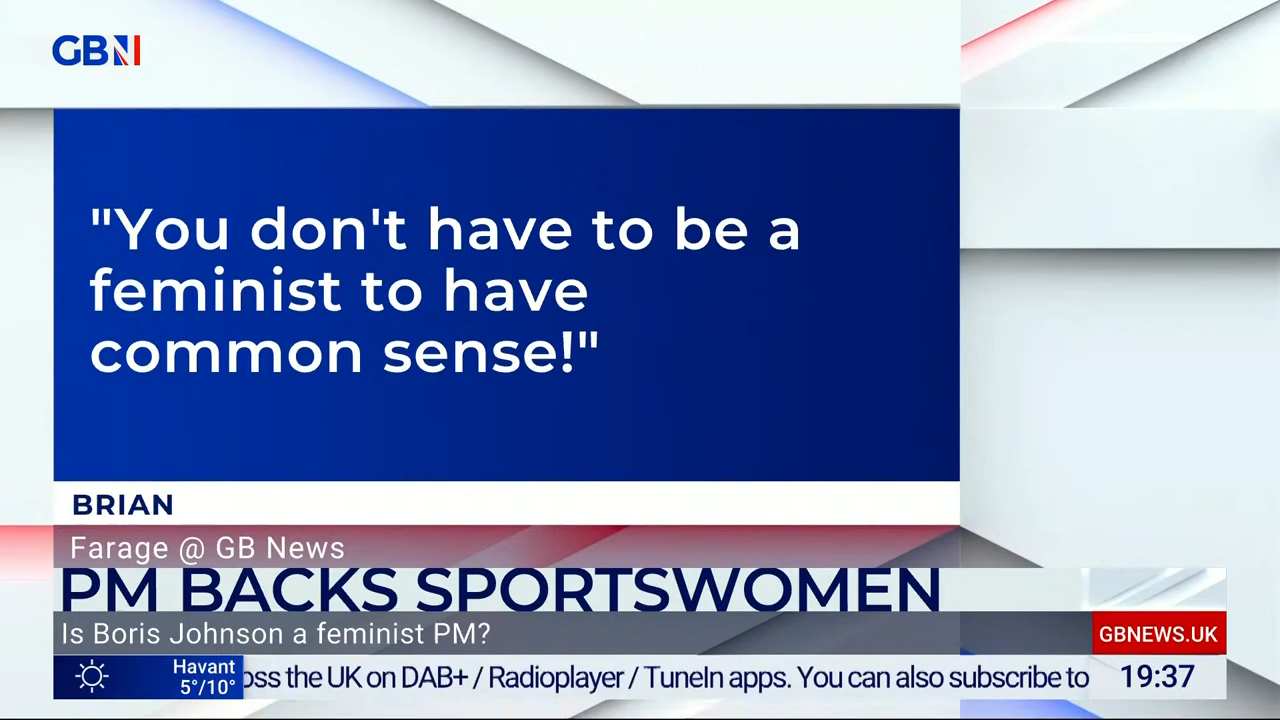 GBN
"You don't have to be a
feminist to have
common sense!"
BRIAN
Farage @ GB News
PM BACKS SPORTSWOMEN
Is Boris Johnson a feminist PM?
GBNEWS.UK
Havant
5°/10°
the UK on DAB+ / Radioplayer / TuneIn apps. You can also subscribe to
19:37